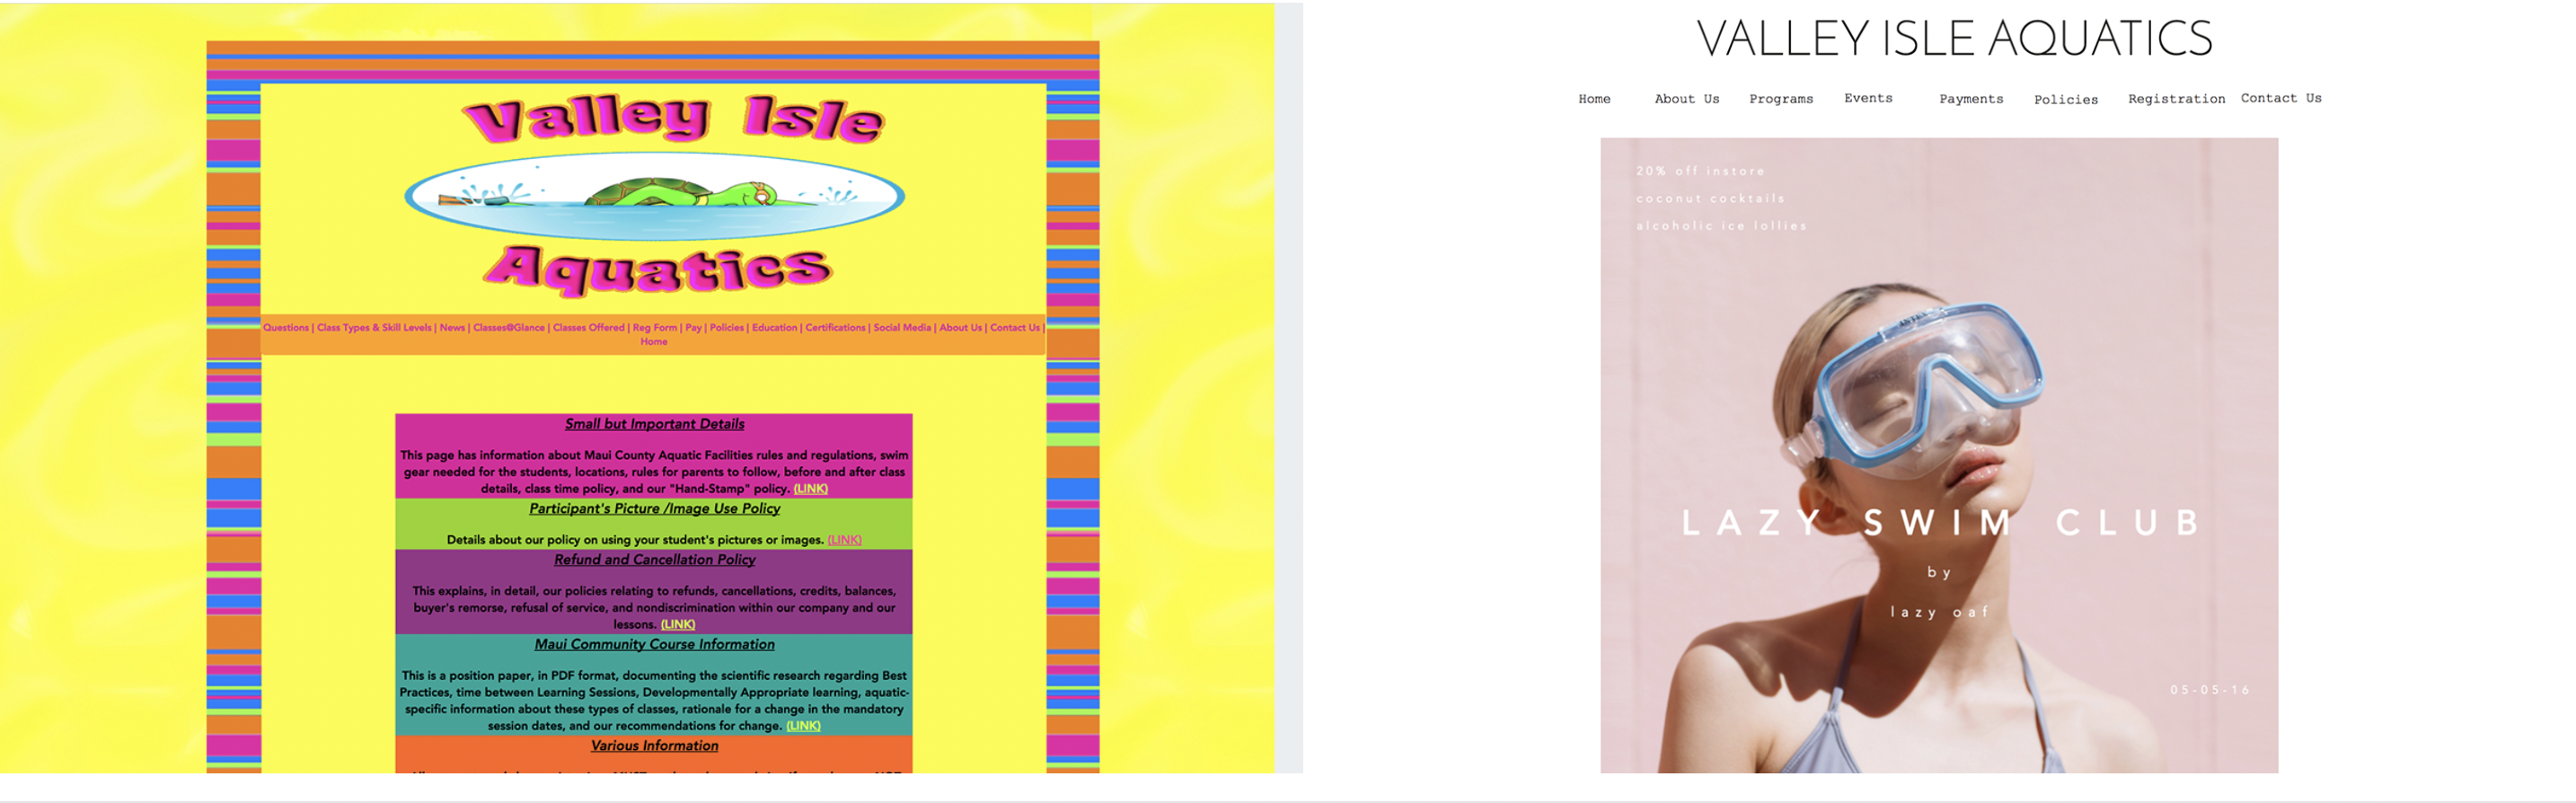 Valley Isle
Aquatics
Questions | Class Types & Skill Levels | News | Classes@Glance | Classes Offered | Reg Form | Pay | Policies | Education | Certifications | Social Media | About Us | Contact Us |
Home
Small but Important Details
This page has information about Maui County Aquatic Facilities rules and regulations, swim
gear needed for the students, locations, rules for parents to follow, before and after class
details, class time policy, and our "Hand-Stamp" policy. (LINK)
Participant's Picture /Image Use Policy
Details about our policy on using your student's pictures or images. (LINK)
Refund and Cancellation Policy
This explains, in detail, our policies relating to refunds, cancellations, credits, balances,
buyer's remorse, refusal of service, and nondiscrimination within our company and our
lessons. (LINK)
Maui Community Course Information
This is a position paper, in PDF format, documenting the scientific research regarding Best
Practices, time between Learning Sessions, Developmentally Appropriate learning, aquatic-
specific information about these types of classes, rationale for a change in the mandatory
session dates, and our recommendations for change. (LINK)
Various Information
VALLEY ISLE AQUATICS
Home About Us Programs Events Payments Policies Registration Contact Us
20% off instore
coconut cocktails
alcoholic ice lollies
LAZY SWIM CLUB
by
lazy oaf
05-05-16